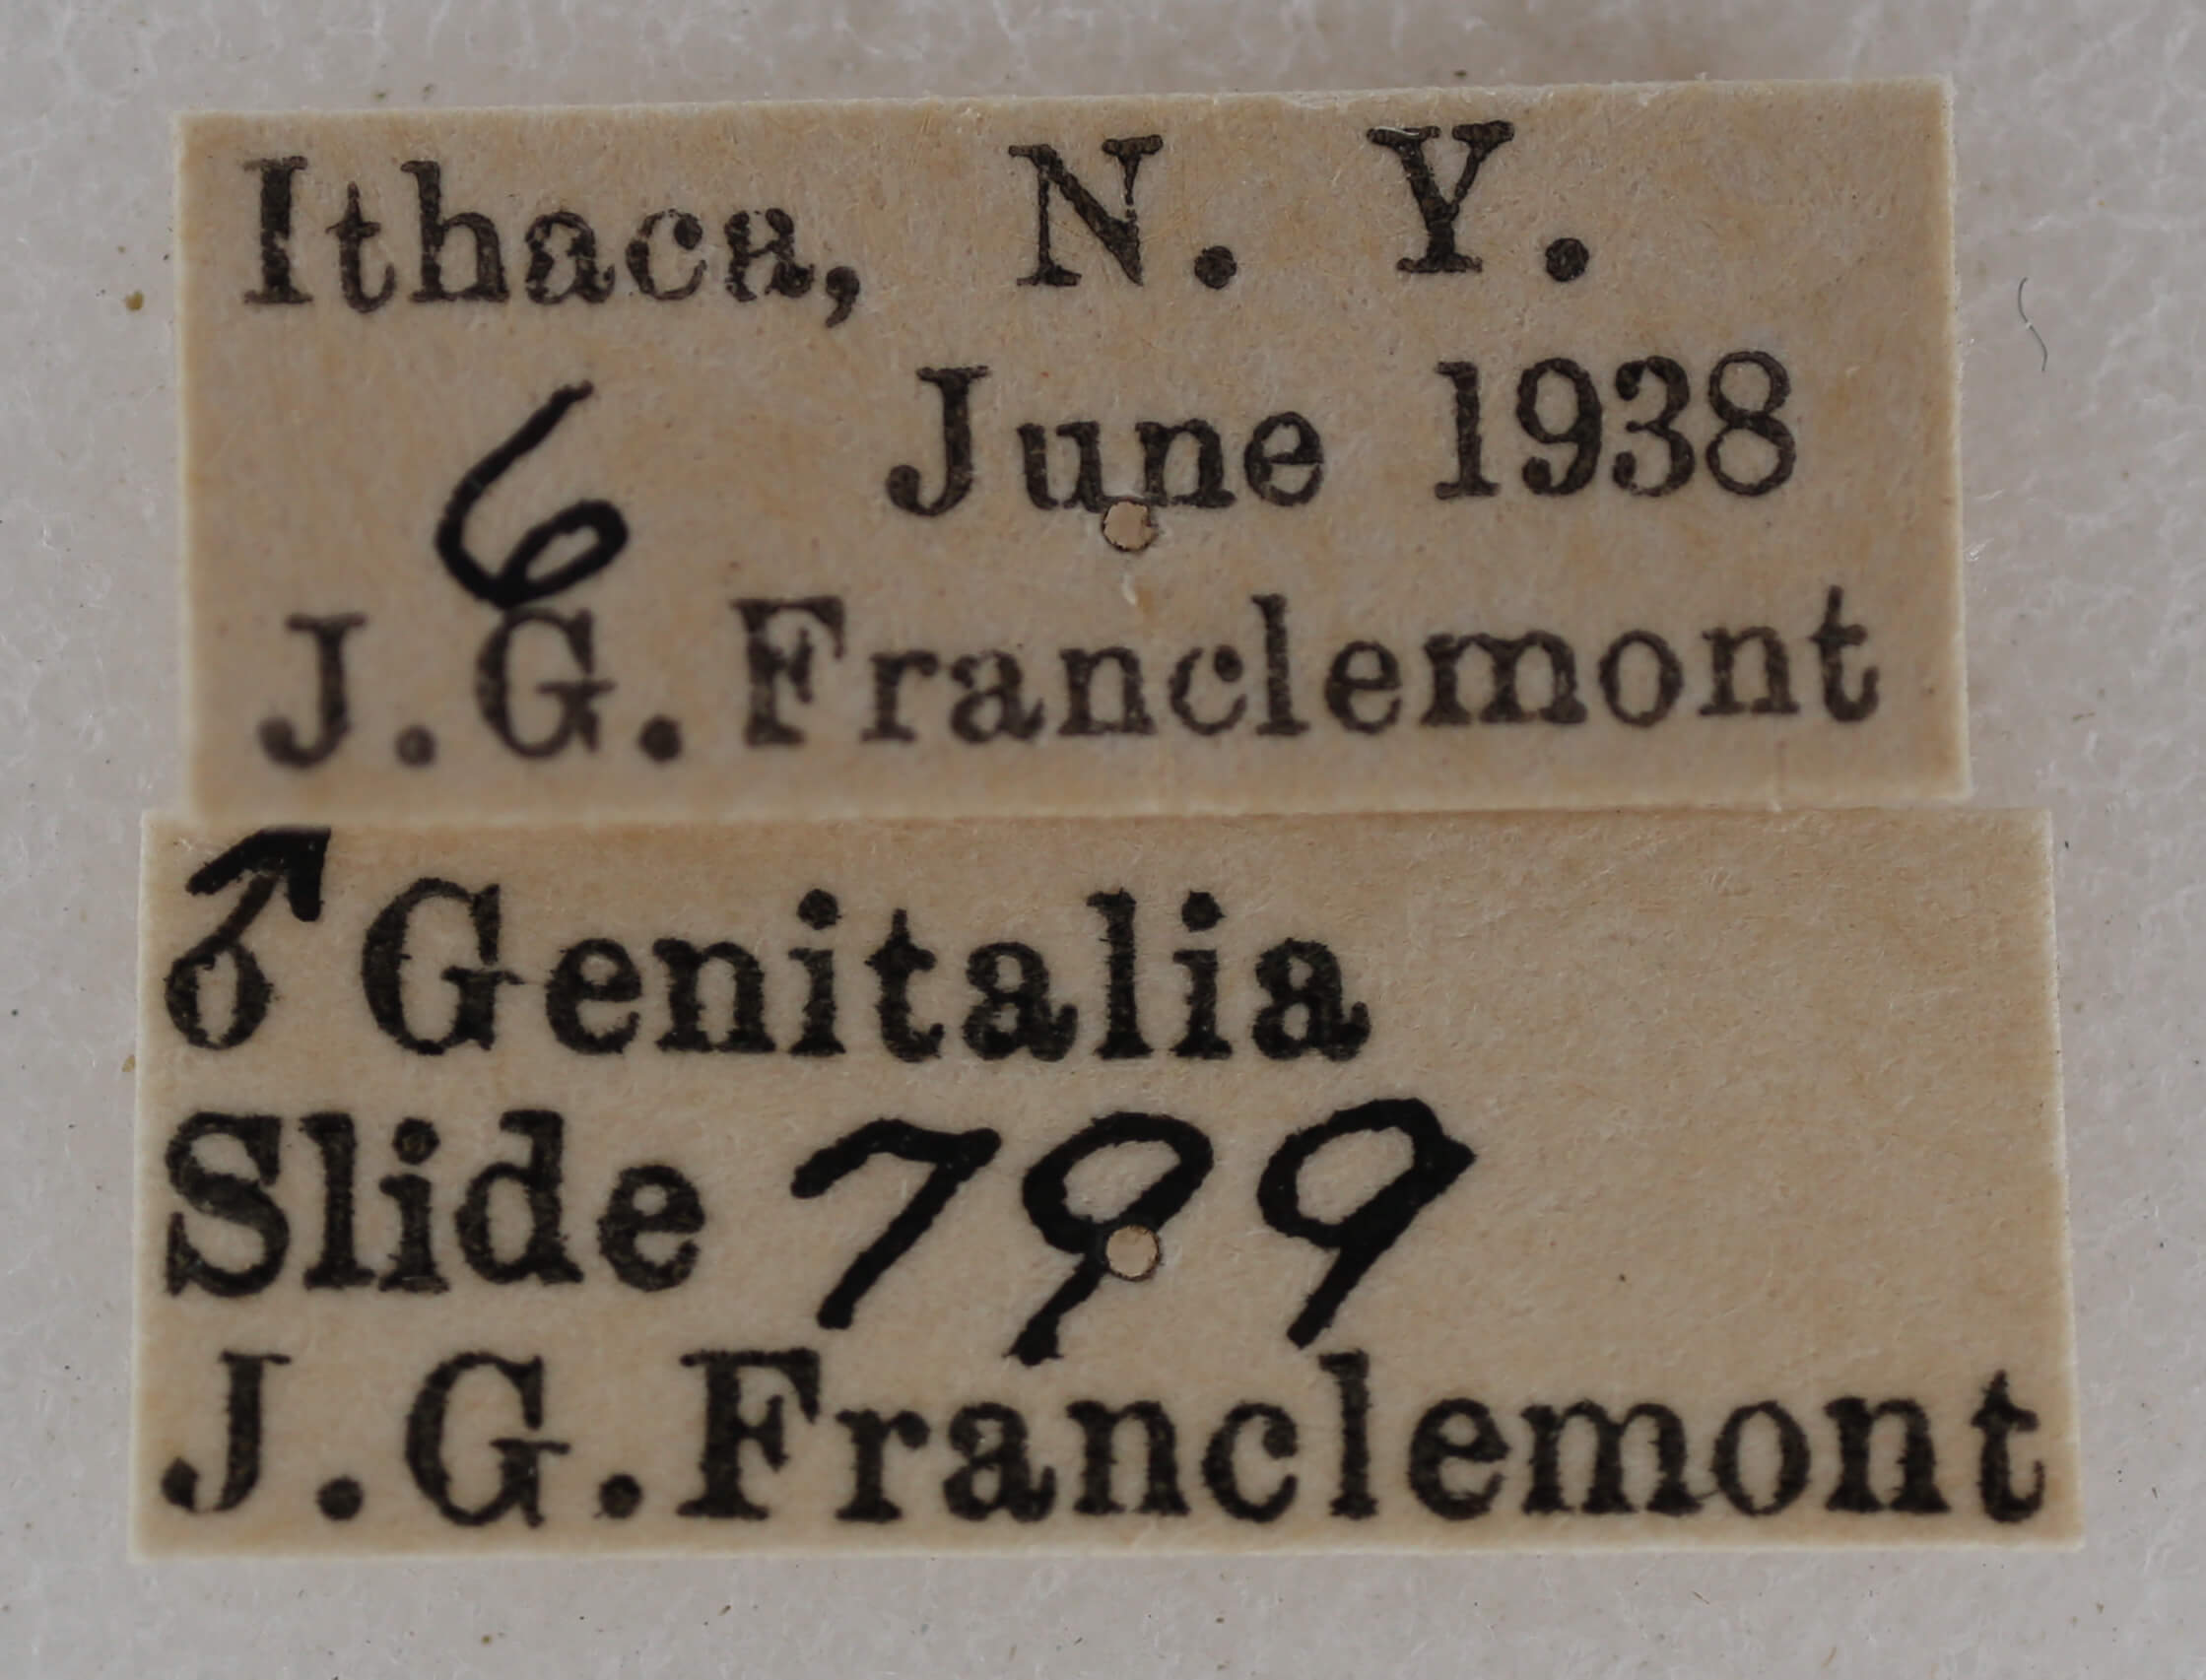 Ithaca, N. Y.
6 June 1938
J. G. Franclemont
♂ Genitalia
Slide 799
J. G. Franclemont